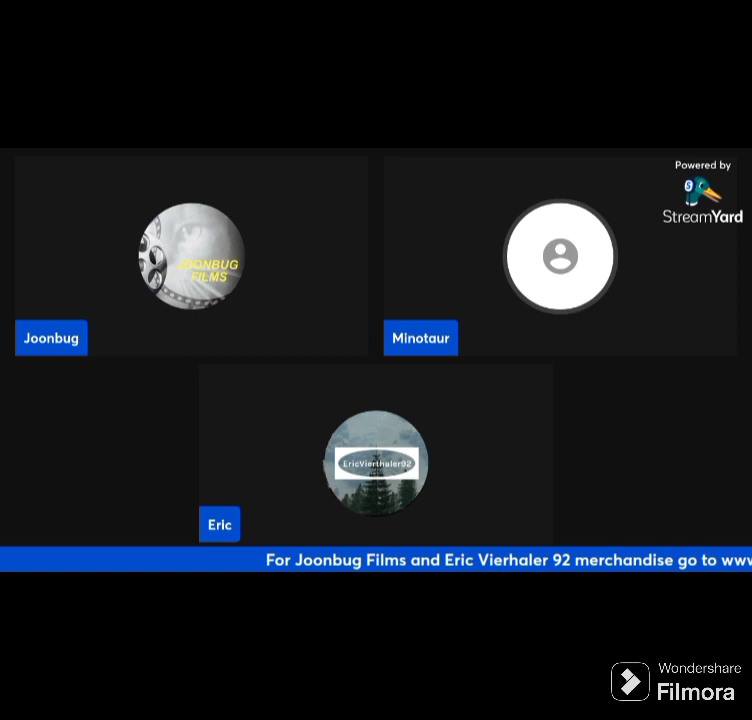 Powered by
StreamYard
JOONBUG
FILMS
Joonbug
Minotaur
EricVierthaler92
Eric
For Joonbug Films and Eric Vierhaler 92 merchandise go to www
Wondershare
Filmora